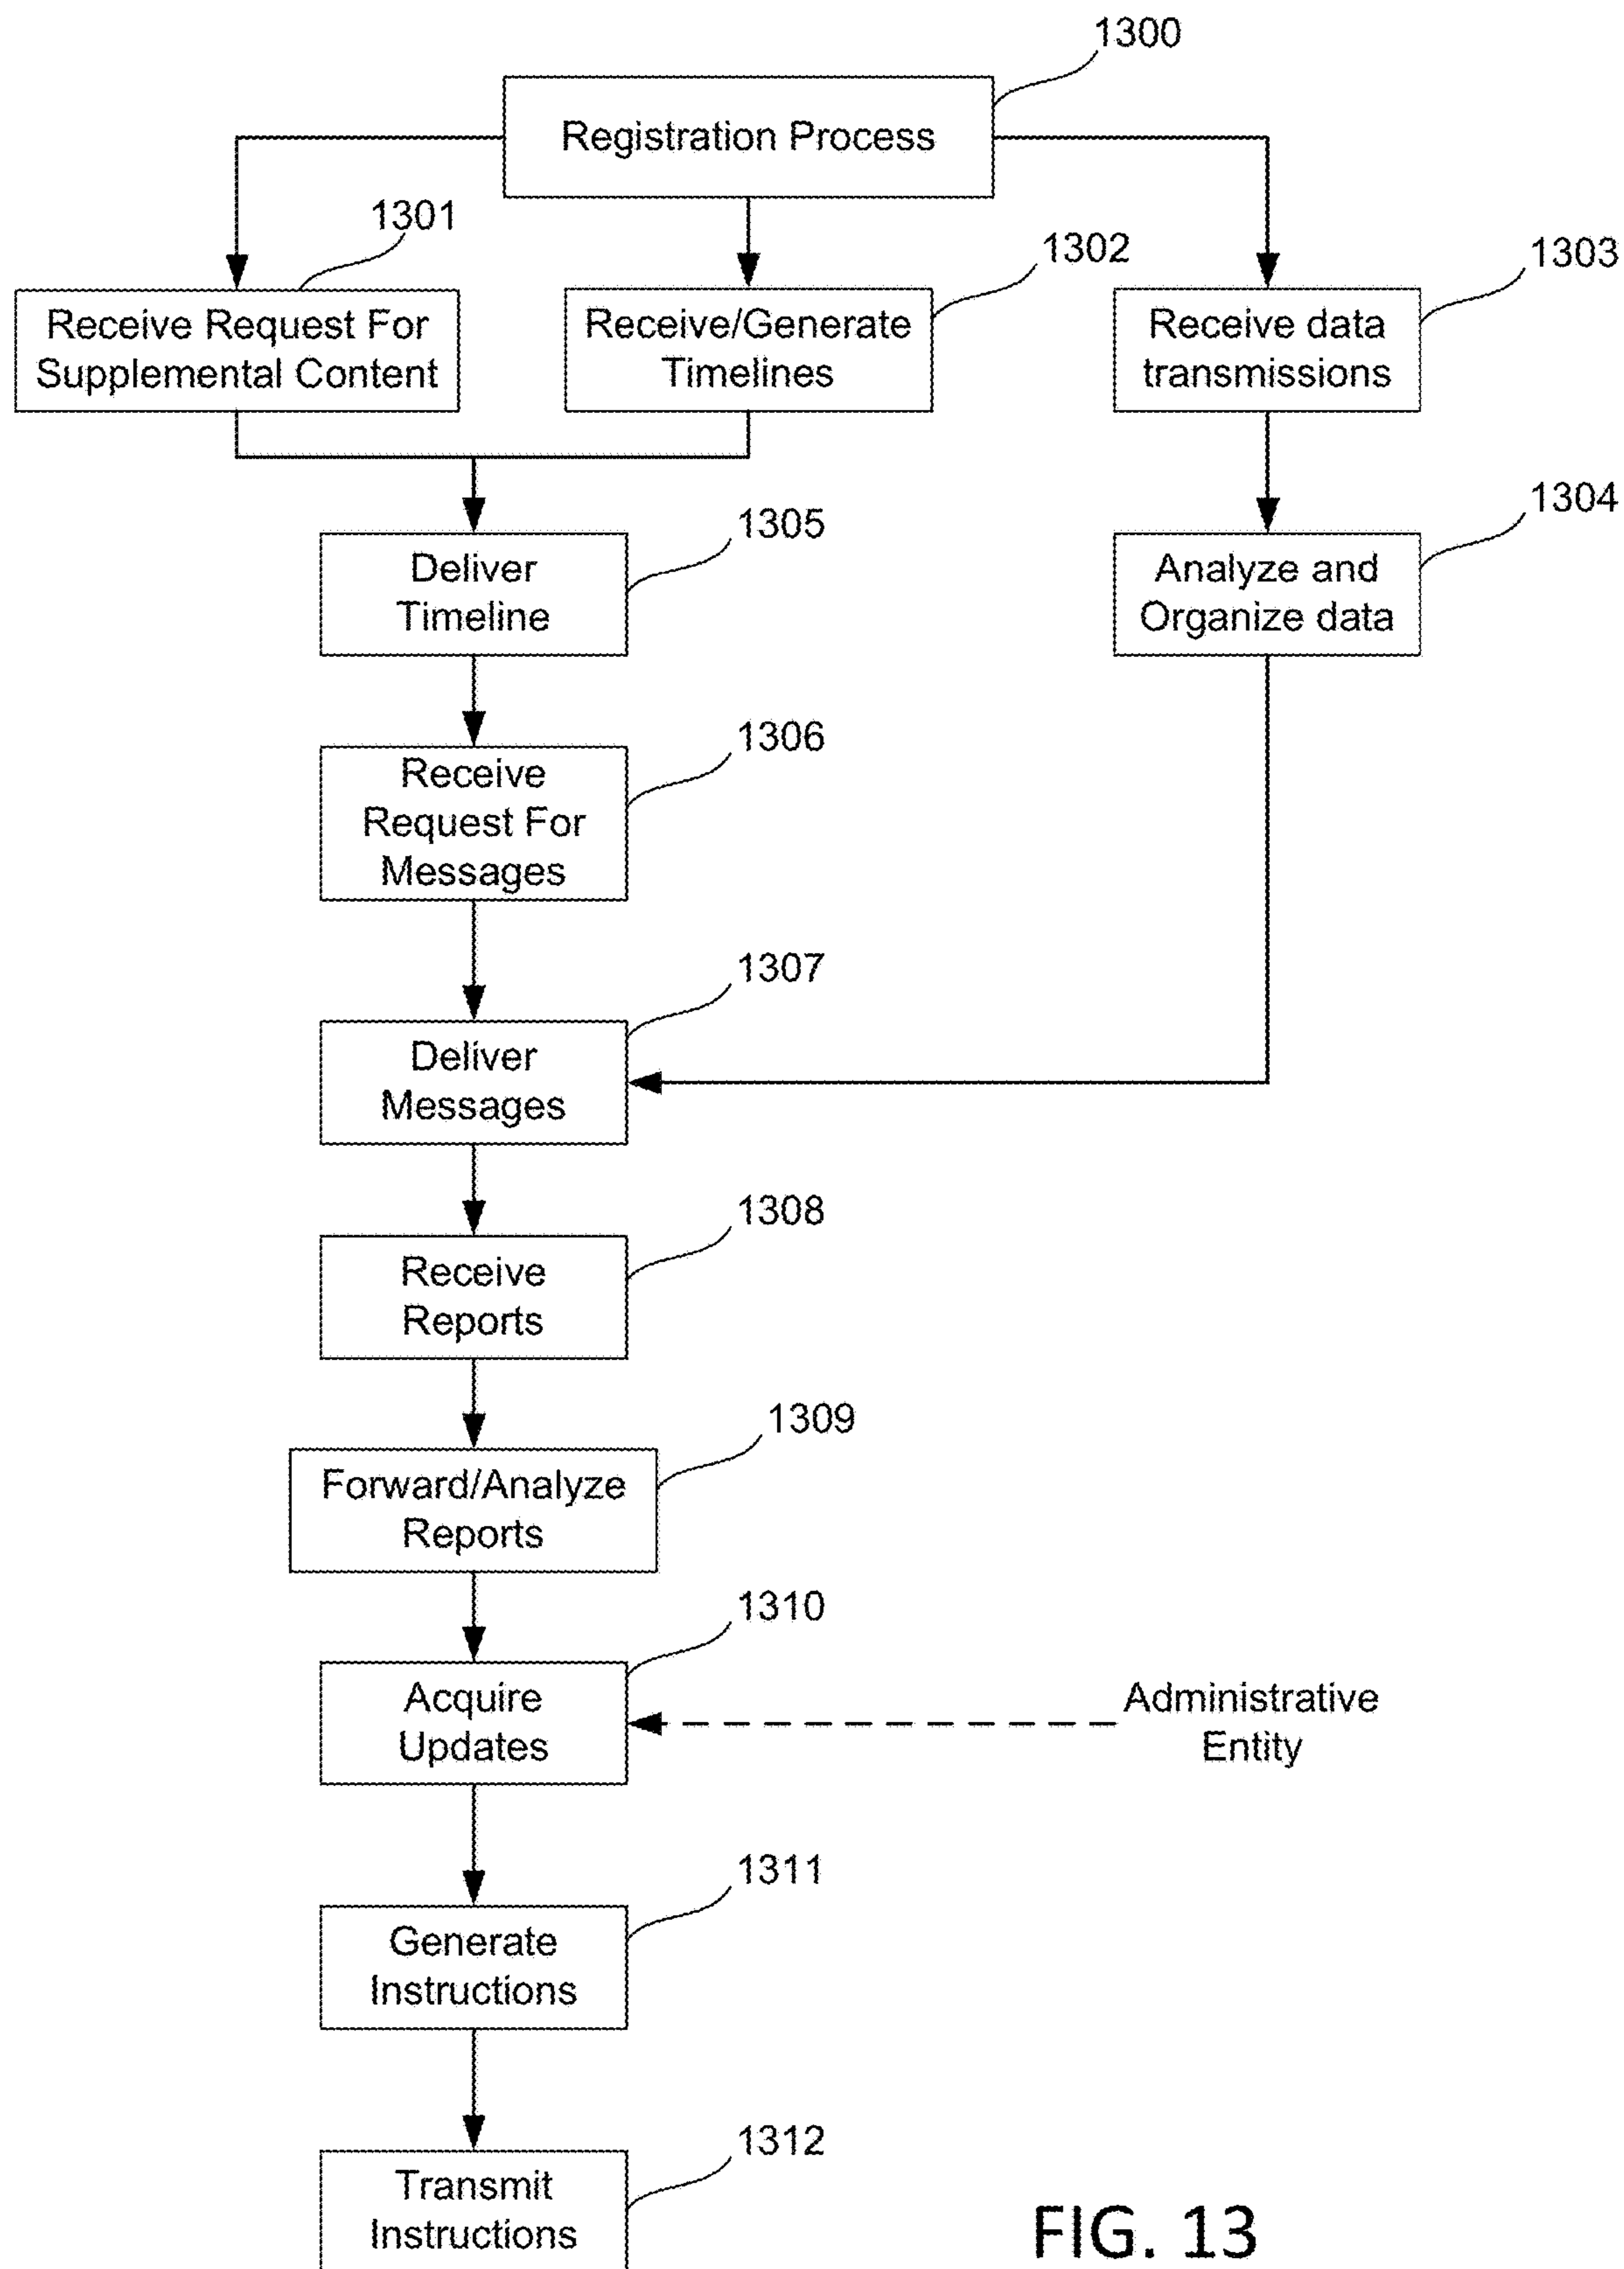 1300
Registration Process
1301
1302
1303
Receive Request For
Supplemental Content
Receive/Generate
Timelines
Receive data
transmissions
1305
1304
Deliver
Timeline
Analyze and
Organize data
1306
Receive
Request For
Messages
1307
Deliver
Messages
1308
Receive
Reports
1309
Forward/Analyze
Reports
1310
Acquire
Updates
Administrative
Entity
1311
Generate
Instructions
1312
Transmit
Instructions
FIG. 13